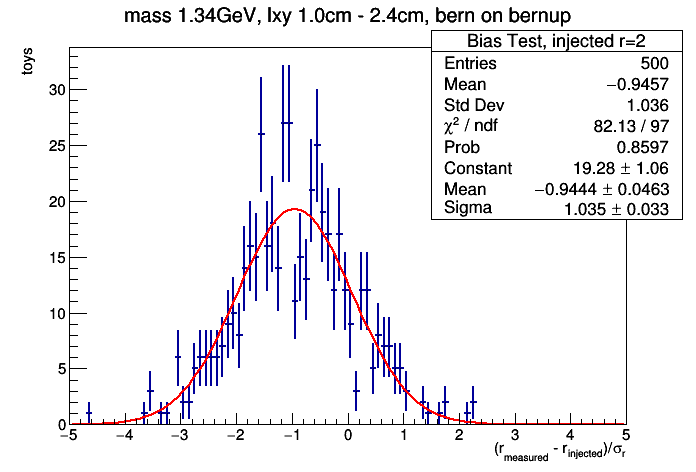 mass 1.34GeV, lxy 1.0cm - 2.4cm, bern on bernup
Bias Test, injected r=2
Entries 500
Mean −0.9457
Std Dev 1.036
χ² / ndf 82.13 / 97
Prob 0.8597
Constant 19.28 ± 1.06
Mean −0.9444 ± 0.0463
Sigma 1.035 ± 0.033
toys
30
25
20
15
10
5
0
−5 −4 −3 −2 −1 0 1 2 3 4 5
(r_measured - r_injected)/σ_r